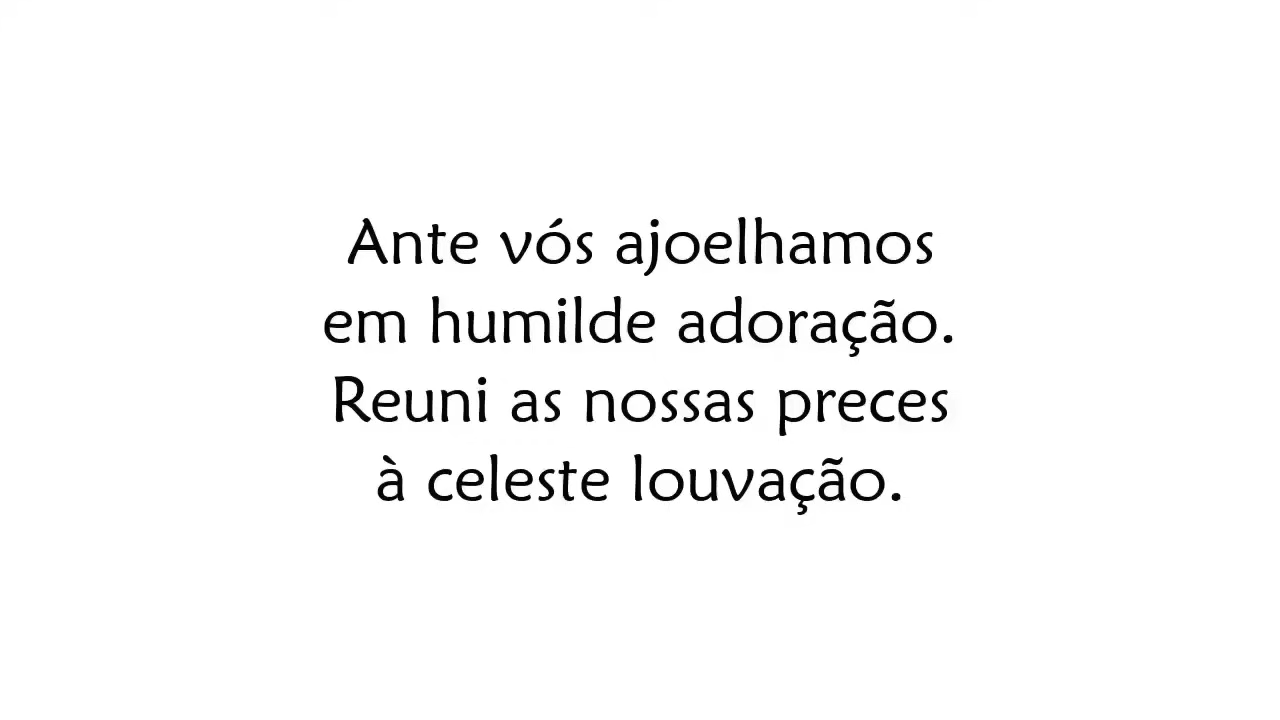 Ante vós ajoelhamos
em humilde adoração.
Reuni as nossas preces
à celeste louvação.